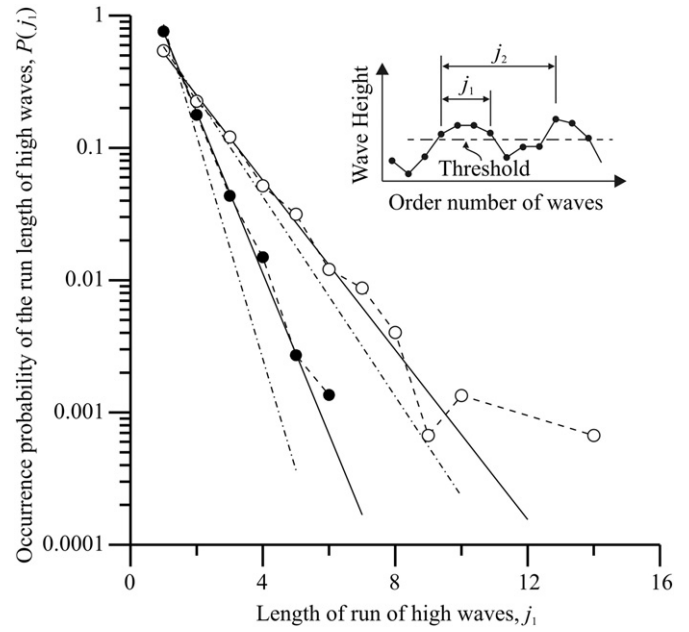 Occurrence probability of the run length of high waves, P(j₁)
1
0.1
0.01
0.001
0.0001
0
4
8
12
16
Length of run of high waves, j₁
Wave Height
j₂
j₁
Threshold
Order number of waves